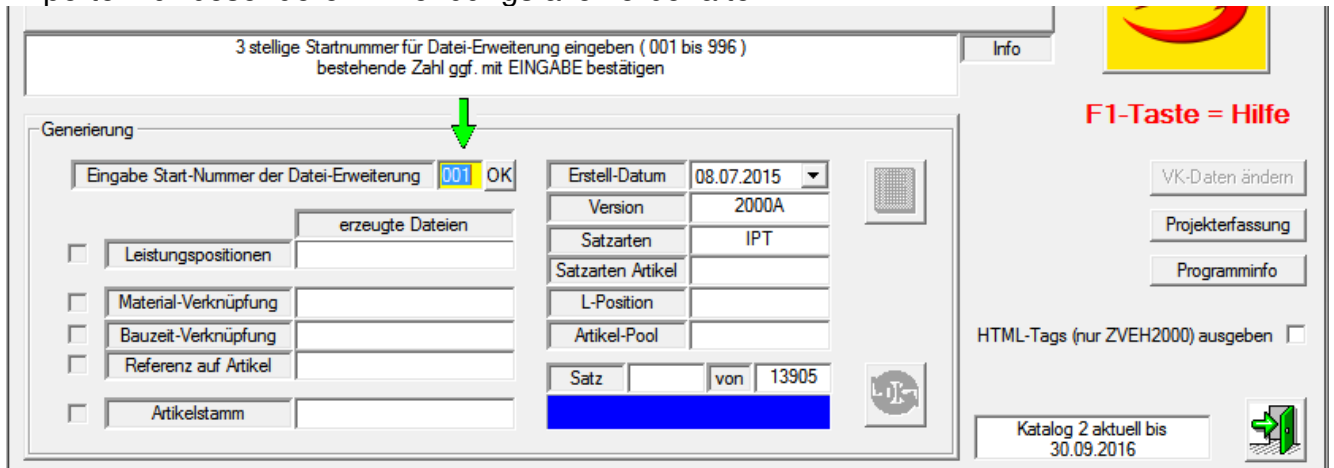 3 stellige Startnummer für Datei-Erweiterung eingeben ( 001 bis 996 )
bestehende Zahl ggf. mit EINGABE bestätigen
Info
F1-Taste = Hilfe
Generierung
Eingabe Start-Nummer der Datei-Erweiterung 001 OK
erzeugte Dateien
Leistungspositionen
Material-Verknüpfung
Bauzeit-Verknüpfung
Referenz auf Artikel
Artikelstamm
Erstell-Datum 08.07.2015
Version 2000A
Satzarten IPT
Satzarten Artikel
L-Position
Artikel-Pool
Satz von 13905
VK-Daten ändern
Projekterfassung
Programminfo
HTML-Tags (nur ZVEH2000) ausgeben
Katalog 2 aktuell bis
30.09.2016